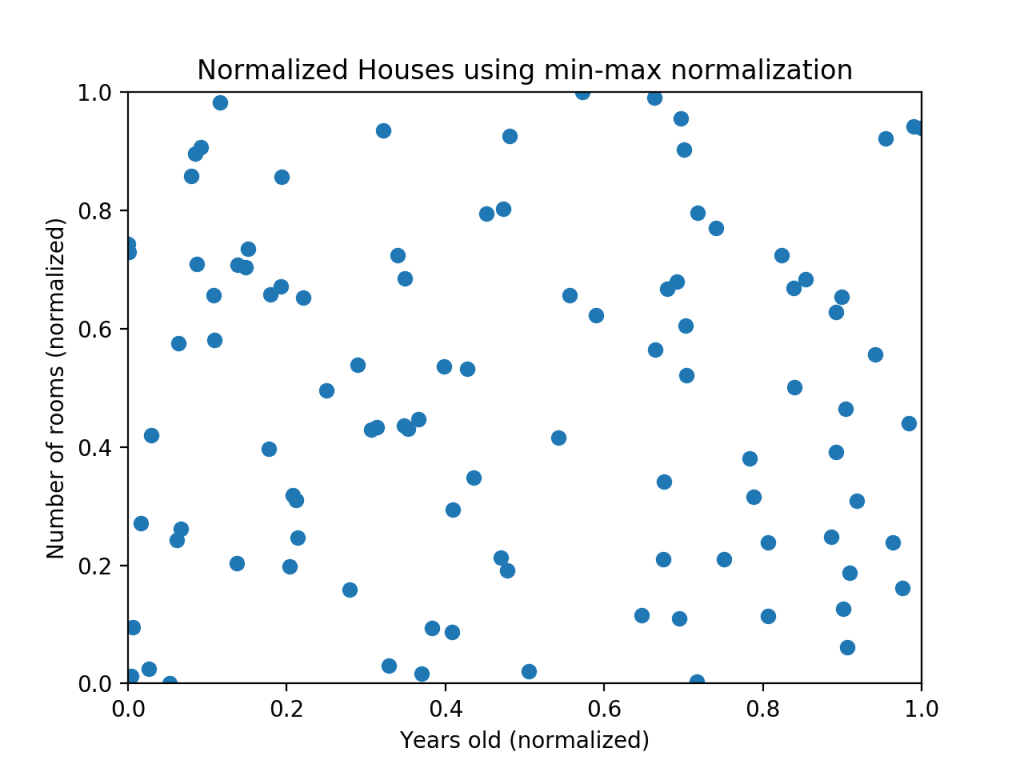 Normalized Houses using min-max normalization
1.0
0.8
0.6
0.4
0.2
0.0
Number of rooms (normalized)
0.0 0.2 0.4 0.6 0.8 1.0
Years old (normalized)